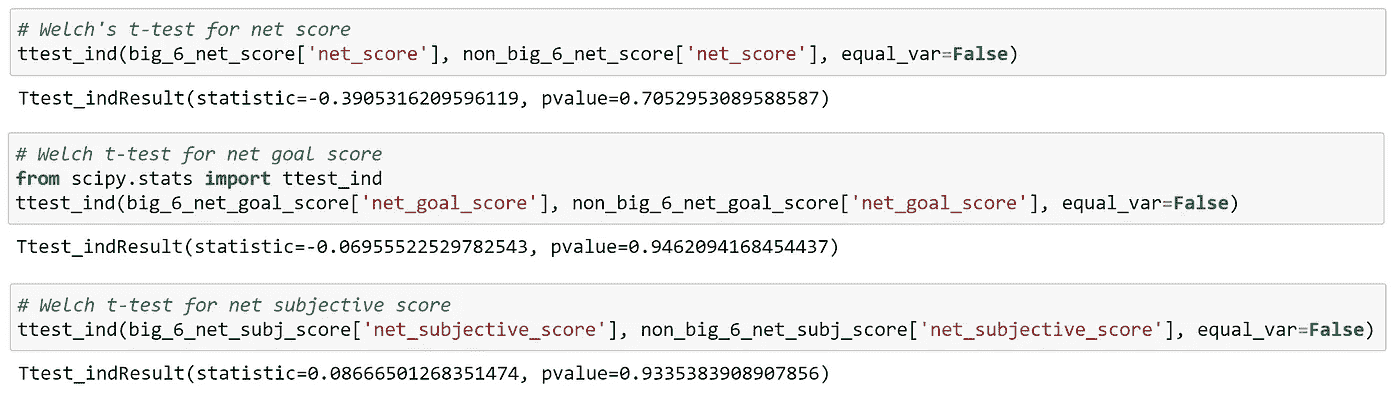 # Welch's t-test for net score
ttest_ind(big_6_net_score['net_score'], non_big_6_net_score['net_score'], equal_var=False)
Ttest_indResult(statistic=-0.3905316209596119, pvalue=0.7052953089588587)
# Welch t-test for net goal score
from scipy.stats import ttest_ind
ttest_ind(big_6_net_goal_score['net_goal_score'], non_big_6_net_goal_score['net_goal_score'], equal_var=False)
Ttest_indResult(statistic=-0.06955522529782543, pvalue=0.9462094168454437)
# Welch t-test for net subjective score
ttest_ind(big_6_net_subj_score['net_subjective_score'], non_big_6_net_subj_score['net_subjective_score'], equal_var=False)
Ttest_indResult(statistic=0.08666501268351474, pvalue=0.9335383908907856)